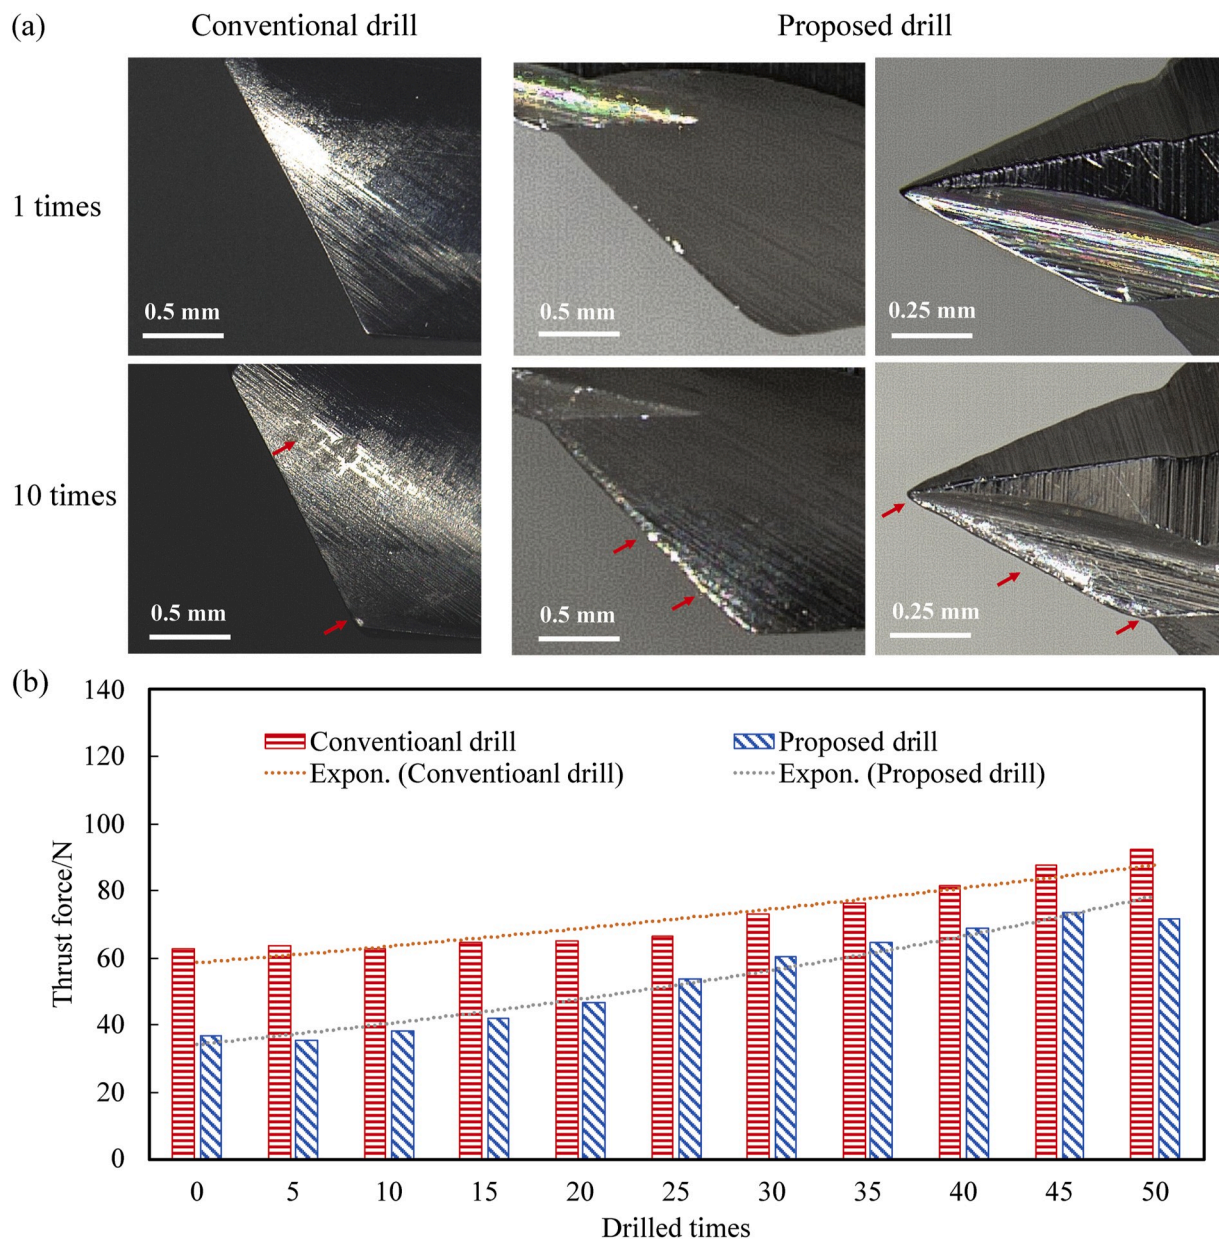 (a) Conventional drill Proposed drill
1 times
0.5 mm 0.5 mm 0.25 mm
10 times
0.5 mm 0.5 mm 0.25 mm
(b)
140
120
100
80
60
40
20
0
Thrust force/N
Conventioanl drill Proposed drill
Expon. (Conventioanl drill) Expon. (Proposed drill)
0 5 10 15 20 25 30 35 40 45 50
Drilled times